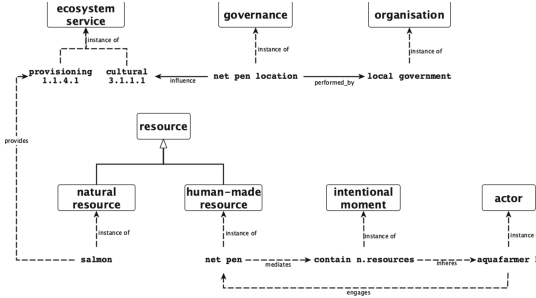 ecosystem
service
governance
organisation
instance of
instance of
instance of
provisioning
1.1.4.1
cultural
3.1.1.1
influence
net pen location
performed_by
local government
provides
resource
natural
resource
human-made
resource
intentional
moment
actor
instance of
instance of
instance of
instance
salmon
net pen
mediates
contain n.resources
inheres
aquafarmer
engages